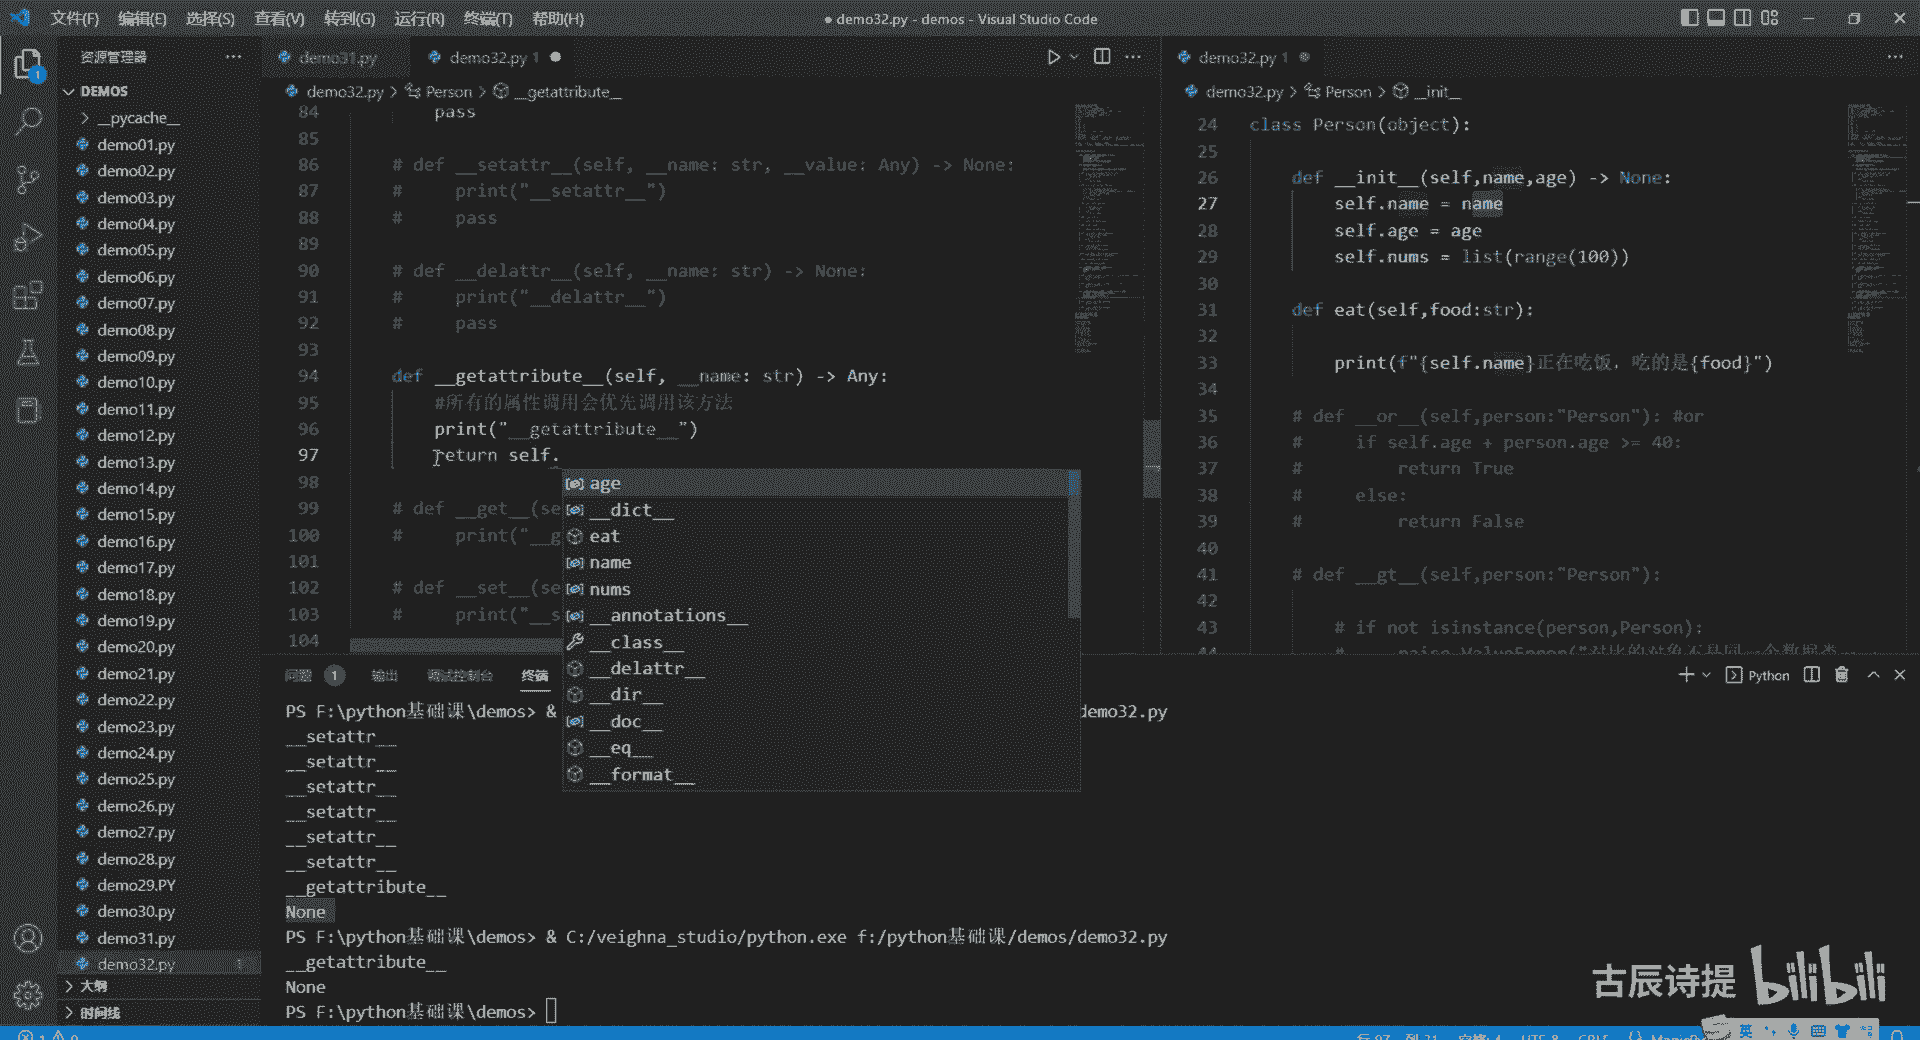 文件(F) 编辑(E) 选择(S) 查看(V) 转到(G) 运行(R) 终端(T) 帮助(H)
● demo32.py - demos - Visual Studio Code
资源管理器
DEMOS
__pycache__
demo01.py
demo02.py
demo03.py
demo04.py
demo05.py
demo06.py
demo07.py
demo08.py
demo09.py
demo10.py
demo11.py
demo12.py
demo13.py
demo14.py
demo15.py
demo16.py
demo17.py
demo18.py
demo19.py
demo20.py
demo21.py
demo22.py
demo23.py
demo24.py
demo25.py
demo26.py
demo27.py
demo28.py
demo29.PY
demo30.py
demo31.py
demo32.py 1
大纲
时间线
demo31.py
demo32.py 1 ●
demo32.py > Person > __getattribute__
84 pass
85
86 # def __setattr__(self, __name: str, __value: Any) -> None:
87 # print("__setattr__")
88 # pass
89
90 # def __delattr__(self, __name: str) -> None:
91 # print("__delattr__")
92 # pass
93
94 def __getattribute__(self, __name: str) -> Any:
95 #所有的属性调用会优先调用该方法
96 print("__getattribute__")
97 return self.
98
99 # def __get__(se
100 # print("__g
101
102 # def __set__(se
103 # print("__s
104
age
__dict__
eat
name
nums
__annotations__
__class__
__delattr__
__dir__
__doc__
__eq__
__format__
demo32.py 1
demo32.py > Person > __init__
24 class Person(object):
25
26 def __init__(self,name,age) -> None:
27 self.name = name
28 self.age = age
29 self.nums = list(range(100))
30
31 def eat(self,food:str):
32
33 print(f"{self.name}正在吃饭，吃的是{food}")
34
35 # def __or__(self,person:"Person"): #or
36 # if self.age + person.age >= 40:
37 # return True
38 # else:
39 # return False
40
41 # def __gt__(self,person:"Person"):
42
43 # if not isinstance(person,Person):
44 # raise ValueError("对比的对象不是同一个数据类
问题 1 输出 调试控制台 终端
Python
PS F:\python基础课\demos> & demo32.py
__setattr__
__setattr__
__setattr__
__setattr__
__setattr__
__setattr__
__getattribute__
None
PS F:\python基础课\demos> & C:/veighna_studio/python.exe f:/python基础课/demos/demo32.py
__getattribute__
None
PS F:\python基础课\demos>
古辰诗提 bilibili
英